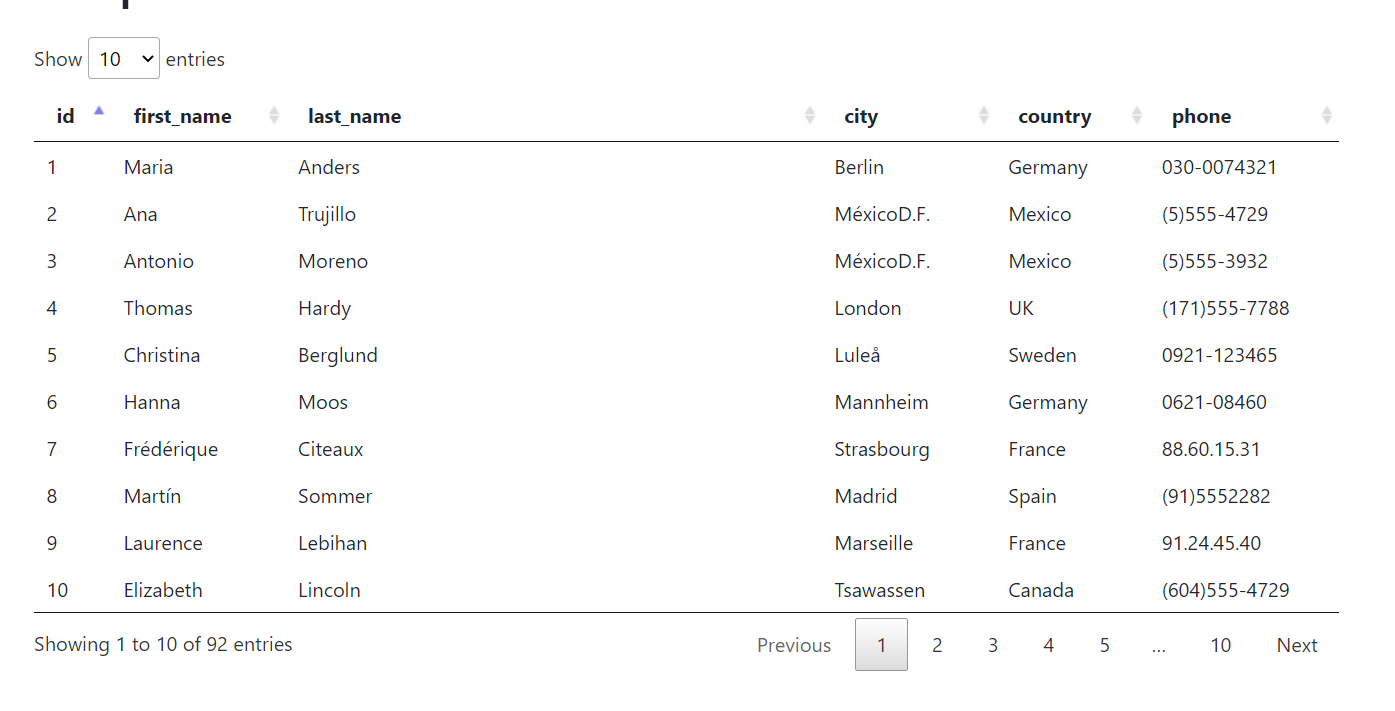 Show 10 entries
id first_name last_name city country phone
1 Maria Anders Berlin Germany 030-0074321
2 Ana Trujillo MéxicoD.F. Mexico (5)555-4729
3 Antonio Moreno MéxicoD.F. Mexico (5)555-3932
4 Thomas Hardy London UK (171)555-7788
5 Christina Berglund Luleå Sweden 0921-123465
6 Hanna Moos Mannheim Germany 0621-08460
7 Frédérique Citeaux Strasbourg France 88.60.15.31
8 Martín Sommer Madrid Spain (91)5552282
9 Laurence Lebihan Marseille France 91.24.45.40
10 Elizabeth Lincoln Tsawassen Canada (604)555-4729
Showing 1 to 10 of 92 entries Previous 1 2 3 4 5 … 10 Next